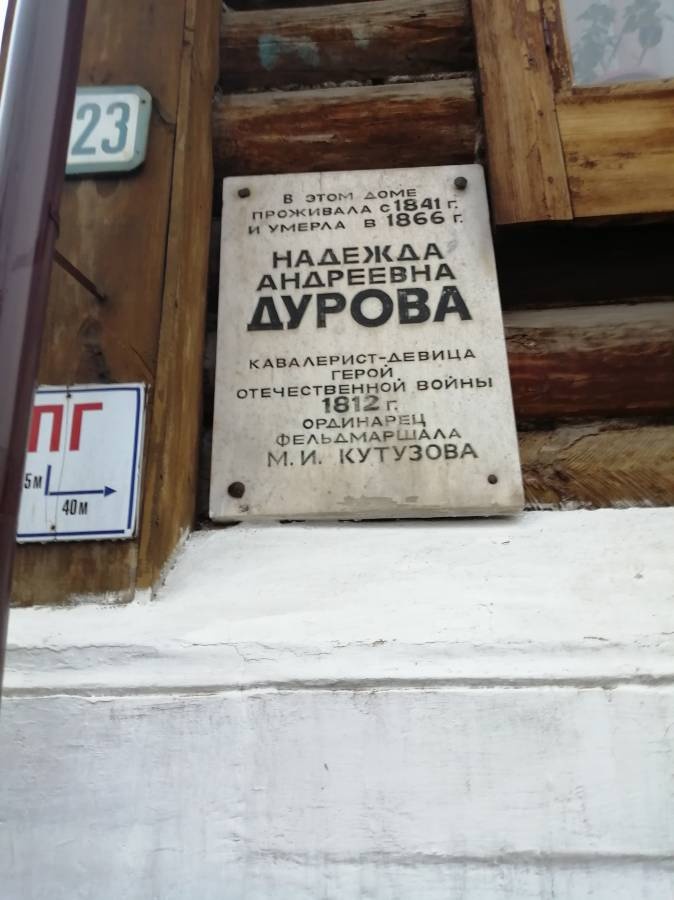 23
В ЭТОМ ДОМЕ
ПРОЖИВАЛА С 1841 г.
И УМЕРЛА В 1866 г.
НАДЕЖДА
АНДРЕЕВНА
ДУРОВА
КАВАЛЕРИСТ-ДЕВИЦА
ГЕРОЙ
ОТЕЧЕСТВЕННОЙ ВОЙНЫ
1812 г.
ОРДИНАРЕЦ
ФЕЛЬДМАРШАЛА
М. И. КУТУЗОВА
ПГ
5м
40м